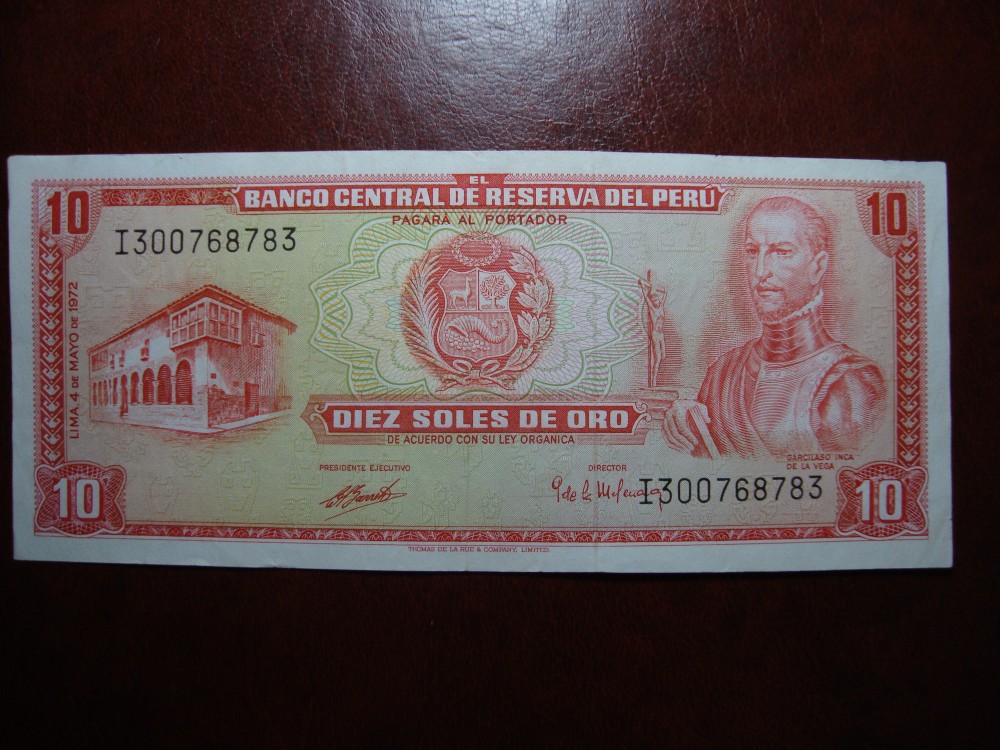 EL
BANCO CENTRAL DE RESERVA DEL PERÚ
PAGARÁ AL PORTADOR
10
10
I300768783
LIMA, 4 DE MAYO DE 1972
DIEZ SOLES DE ORO
DE ACUERDO CON SU LEY ORGANICA
GARCILASO INCA
DE LA VEGA
PRESIDENTE EJECUTIVO
DIRECTOR
I300768783
10
10
THOMAS DE LA RUE & COMPANY, LIMITED.